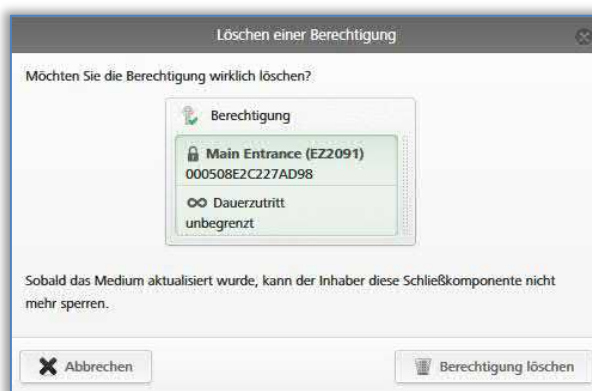 Löschen einer Berechtigung
Möchten Sie die Berechtigung wirklich löschen?
Berechtigung
Main Entrance (EZ2091)
000508E2C227AD98
Dauerzutritt
unbegrenzt
Sobald das Medium aktualisiert wurde, kann der Inhaber diese Schließkomponente nicht
mehr sperren.
Abbrechen
Berechtigung löschen